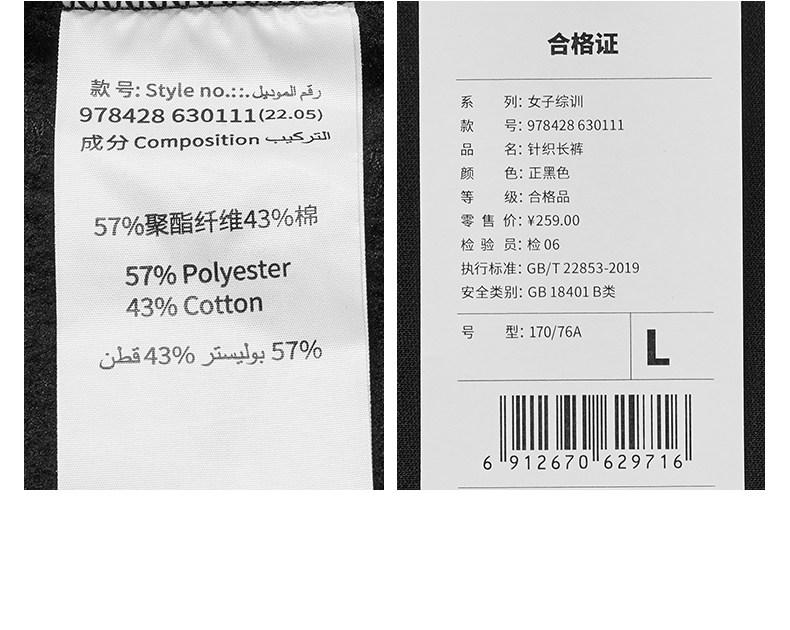 款 号: Style no.:.: رقم الموديل
978428 630111(22.05)
成分 Composition التركيب
57%聚酯纤维43%棉
57% Polyester
43% Cotton
57% بوليستر 43% قطن
合格证
系 列: 女子综训
款 号: 978428 630111
品 名: 针织长裤
颜 色: 正黑色
等 级: 合格品
零 售 价: ¥259.00
检 验 员: 检 06
执行标准: GB/T 22853-2019
安全类别: GB 18401 B类
号 型: 170/76A
L
6 912670 629716